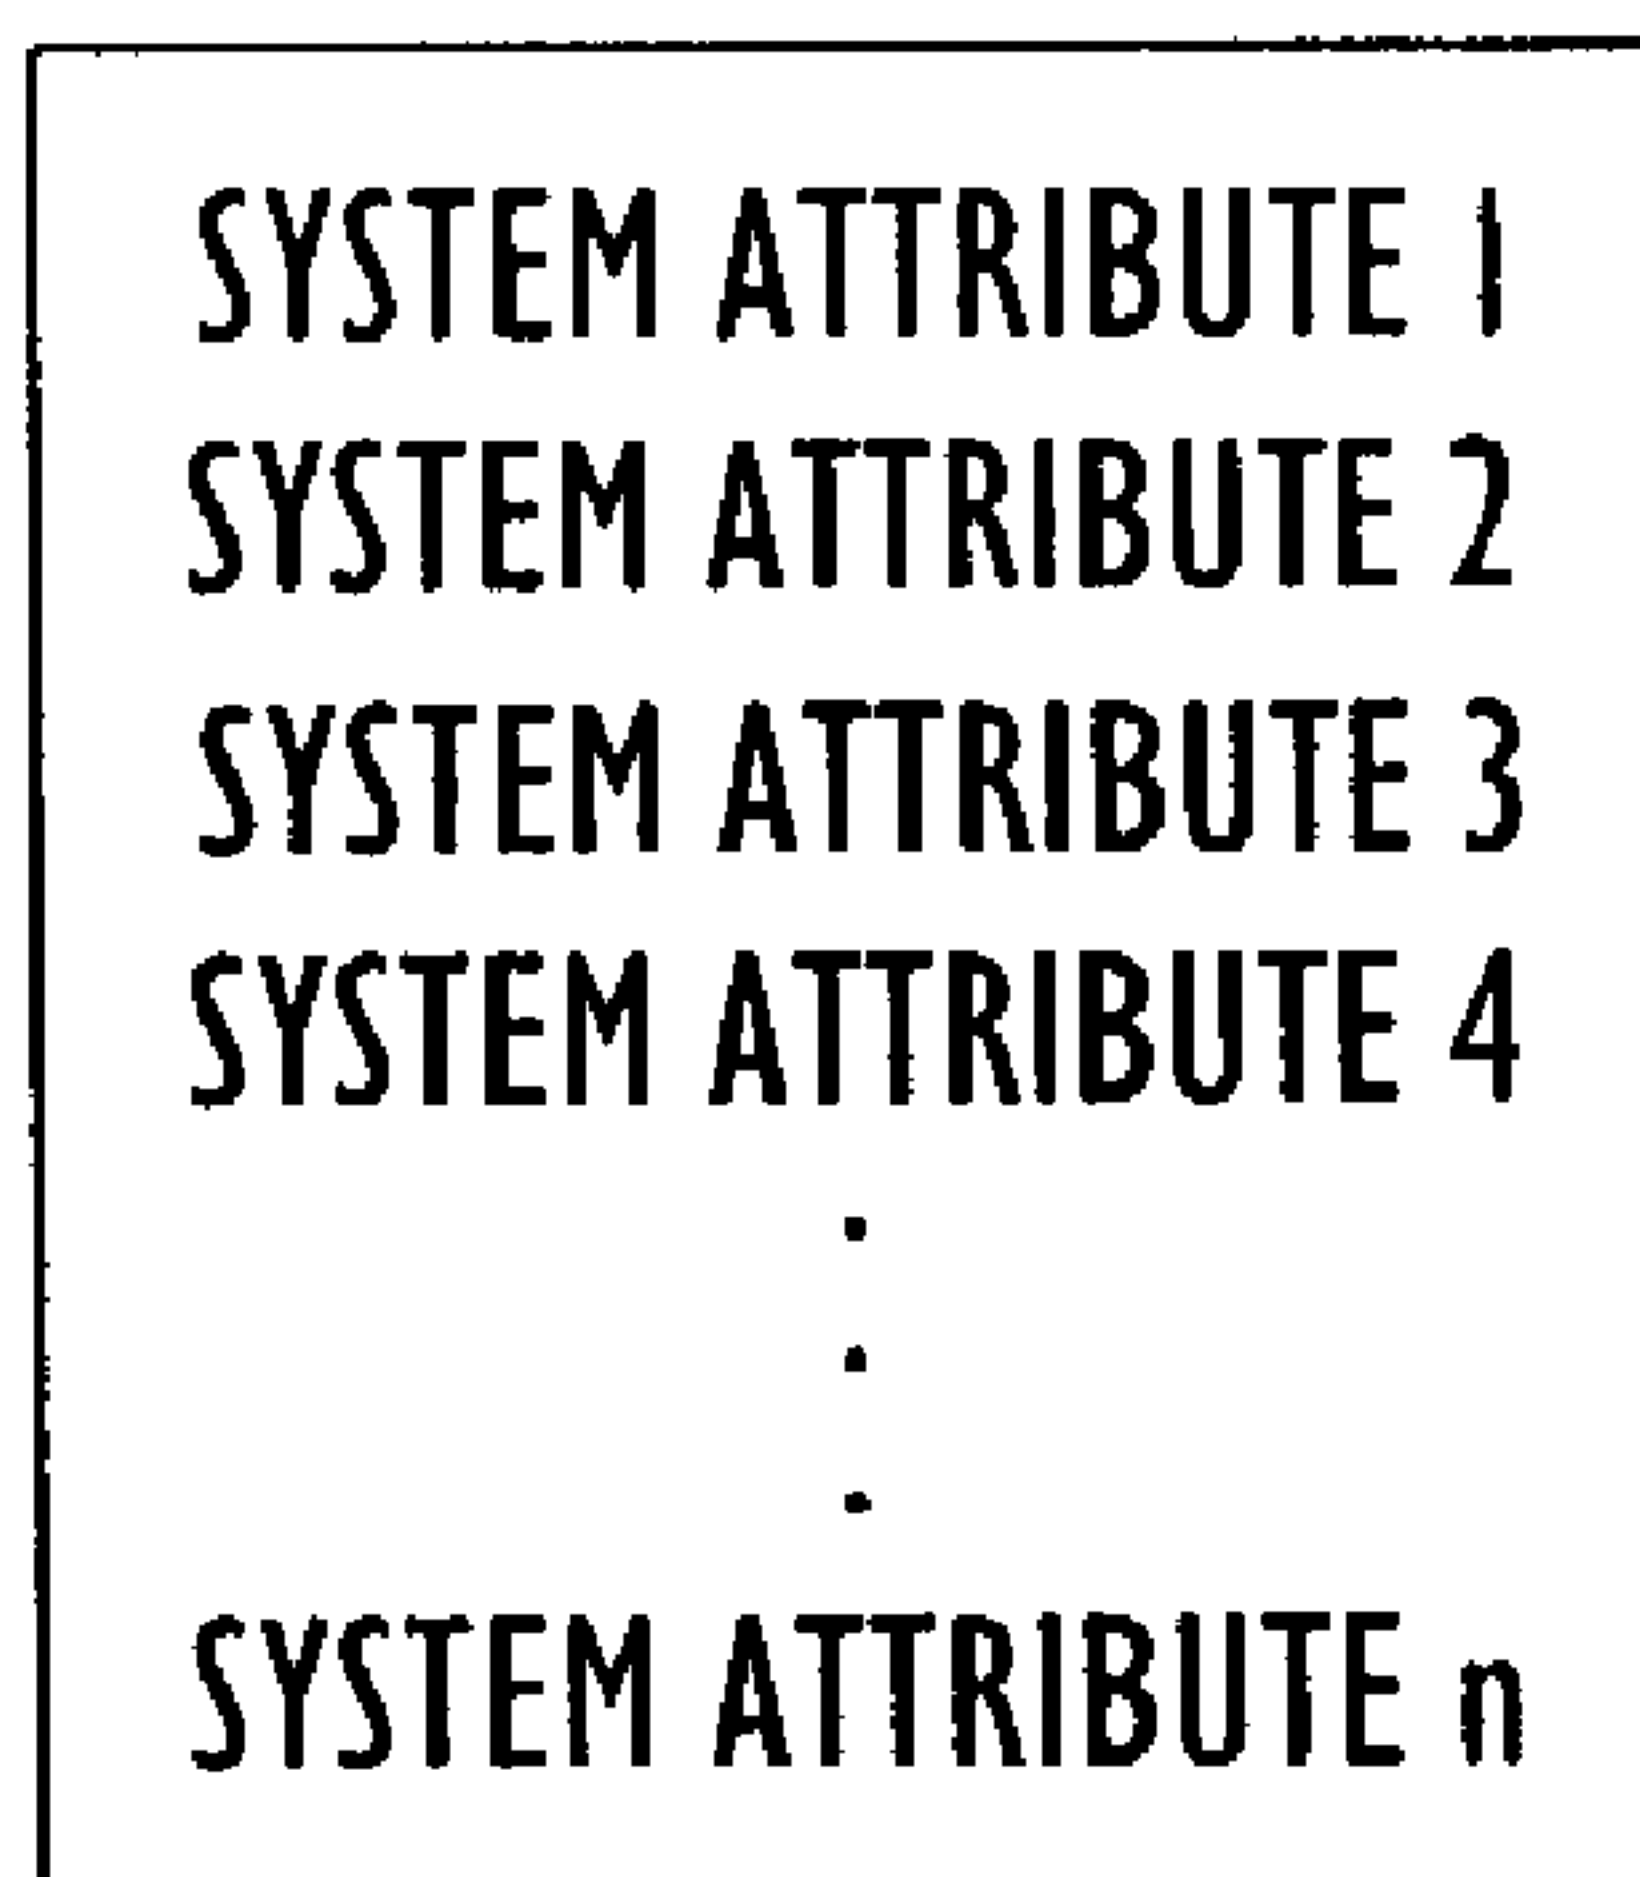 SYSTEM ATTRIBUTE 1
SYSTEM ATTRIBUTE 2
SYSTEM ATTRIBUTE 3
SYSTEM ATTRIBUTE 4
.
.
.
SYSTEM ATTRIBUTE n